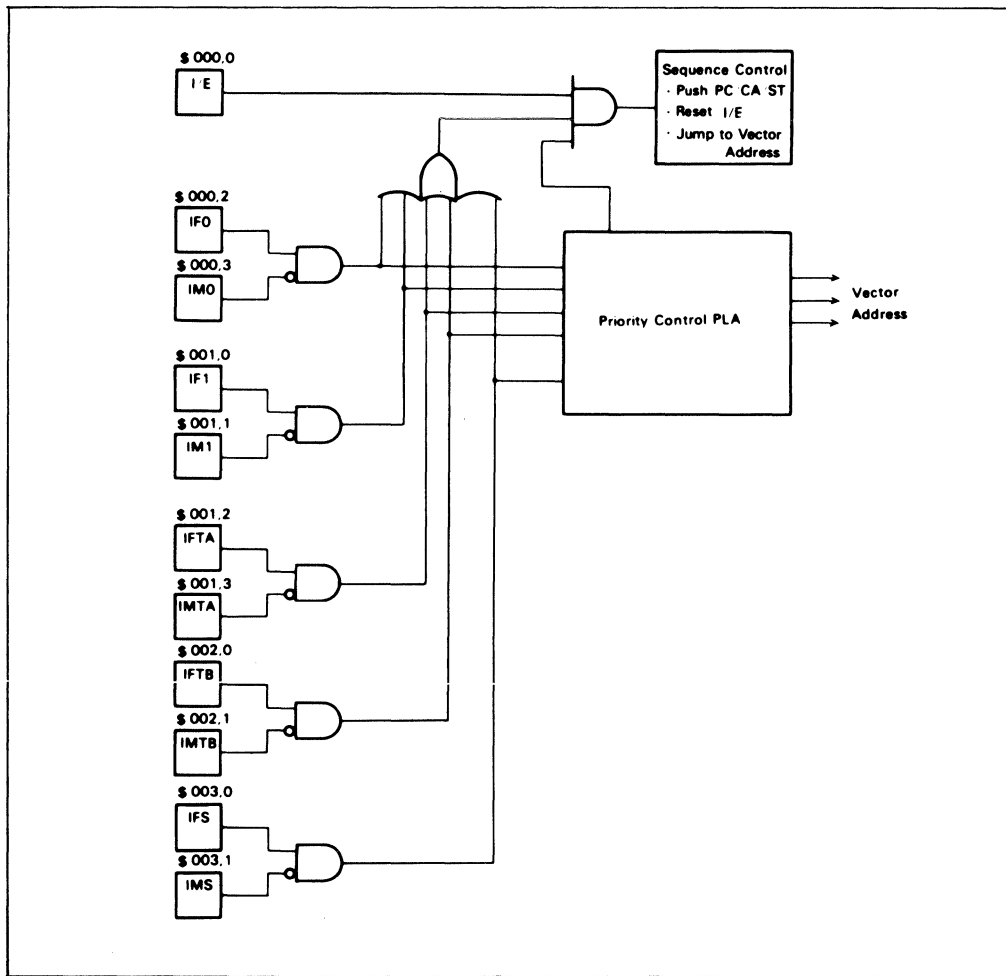 $000,0
I/E
Sequence Control
· Push PC CA ST
· Reset I/E
· Jump to Vector
Address
$000,2
IF0
$000,3
IM0
Priority Control PLA
Vector
Address
$001,0
IF1
$001,1
IM1
$001,2
IFTA
$001,3
IMTA
$002,0
IFTB
$002,1
IMTB
$003,0
IFS
$003,1
IMS